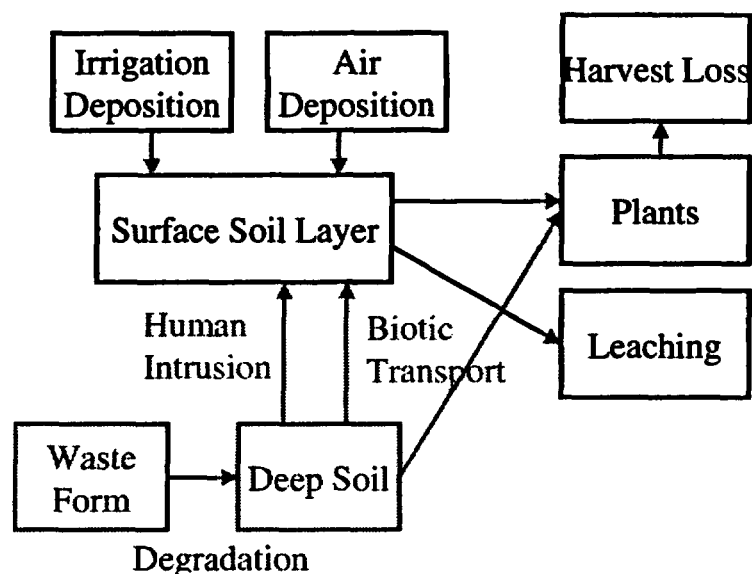 Irrigation
Deposition
Air
Deposition
Harvest Loss
Surface Soil Layer
Plants
Human
Intrusion
Biotic
Transport
Leaching
Waste
Form
Deep Soil
Degradation